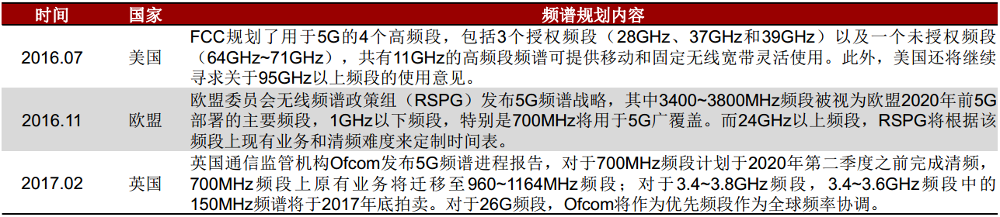 时间 国家 频谱规划内容
FCC规划了用于5G的4个高频段，包括3个授权频段（28GHz、37GHz和39GHz）以及一个未授权频段
2016.07 美国 （64GHz~71GHz），共有11GHz的高频段频谱可提供移动和固定无线宽带灵活使用。此外，美国还将继续
寻求关于95GHz以上频段的使用意见。
欧盟委员会无线频谱政策组（RSPG）发布5G频谱战略，其中3400~3800MHz频段被视为欧盟2020年前5G
2016.11 欧盟 部署的主要频段，1GHz以下频段，特别是700MHz将用于5G广覆盖。而24GHz以上频段，RSPG将根据该
频段上现有业务和清频难度来定制时间表。
英国通信监管机构Ofcom发布5G频谱进程报告，对于700MHz频段计划于2020年第二季度之前完成清频，
2017.02 英国 700MHz频段上原有业务将迁移至960~1164MHz频段；对于3.4~3.8GHz频段，3.4~3.6GHz频段中的
150MHz频谱将于2017年底拍卖。对于26G频段，Ofcom将作为优先频段作为全球频率协调。